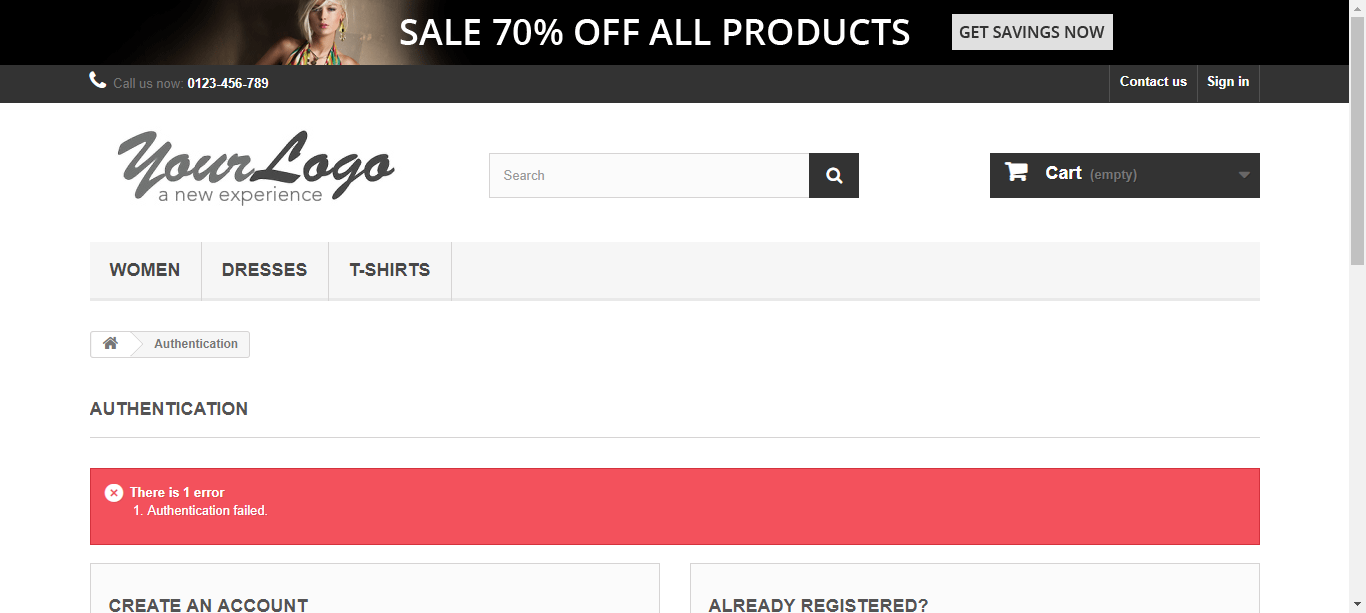 SALE 70% OFF ALL PRODUCTS GET SAVINGS NOW
Call us now: 0123-456-789 Contact us Sign in
YourLogo
a new experience
Search
Cart (empty)
WOMEN DRESSES T-SHIRTS
Authentication
AUTHENTICATION
There is 1 error
1. Authentication failed.
CREATE AN ACCOUNT ALREADY REGISTERED?